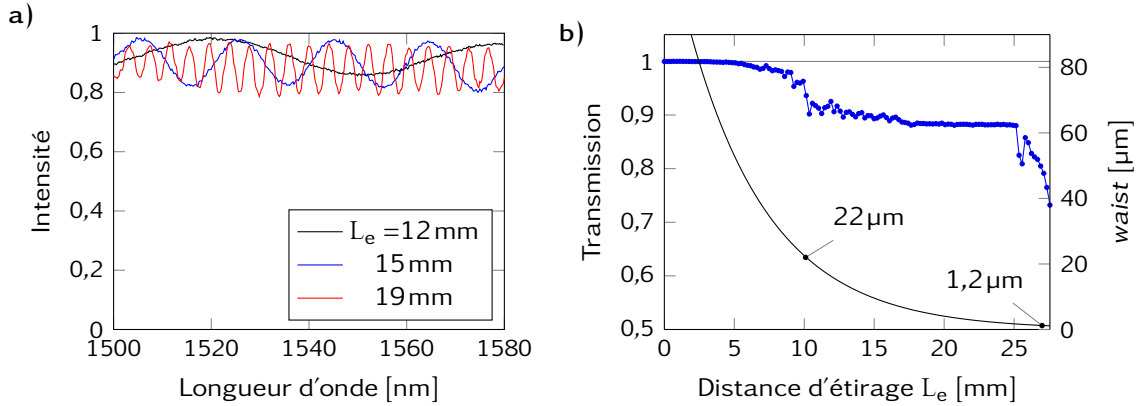 a)
1
0,8
0,6
0,4
0,2
0
1500 1520 1540 1560 1580
Intensité
Longueur d'onde [nm]
L_e = 12 mm
15 mm
19 mm
b)
1
0,9
0,8
0,7
0,6
0,5
0 5 10 15 20 25
80
60
40
20
0
Transmission
waist [µm]
22 µm
1,2 µm
Distance d'étirage L_e [mm]